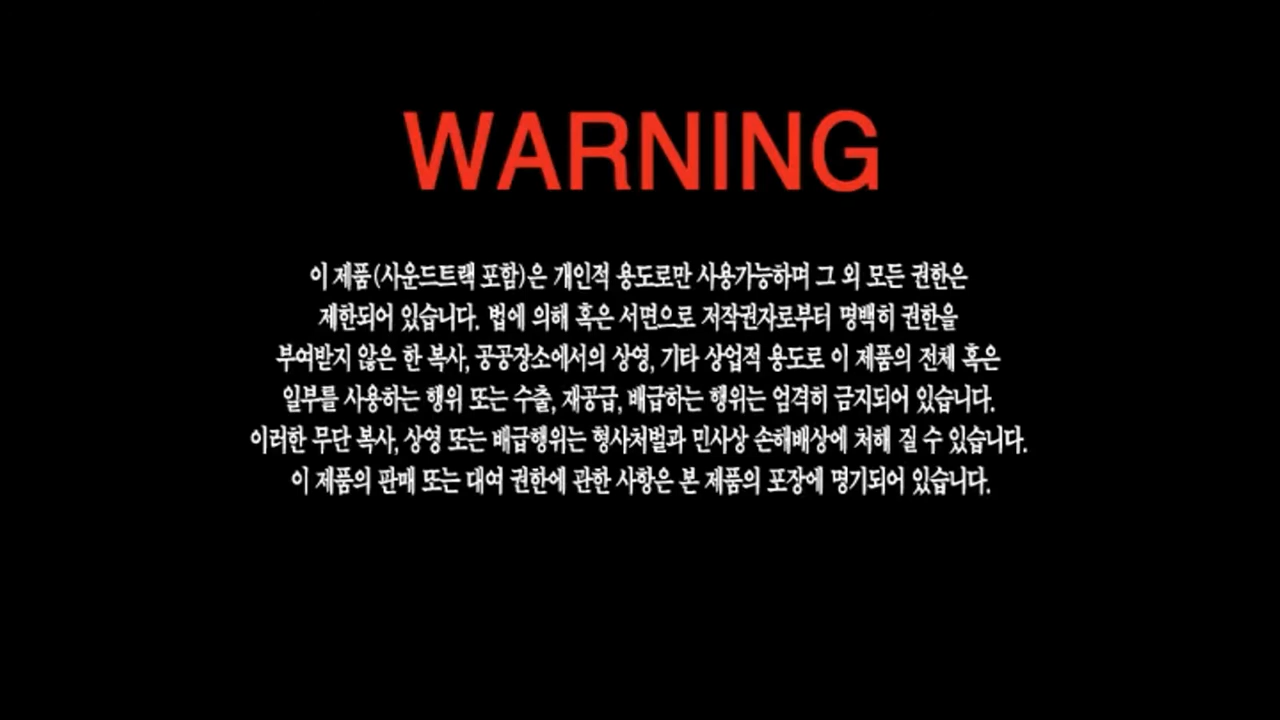 WARNING
이 제품(사운드트랙 포함)은 개인적 용도로만 사용가능하며 그 외 모든 권한은
제한되어 있습니다. 법에 의해 혹은 서면으로 저작권자로부터 명백히 권한을
부여받지 않은 한 복사, 공공장소에서의 상영, 기타 상업적 용도로 이 제품의 전체 혹은
일부를 사용하는 행위 또는 수출, 재공급, 배급하는 행위는 엄격히 금지되어 있습니다.
이러한 무단 복사, 상영 또는 배급행위는 형사처벌과 민사상 손해배상에 처해 질 수 있습니다.
이 제품의 판매 또는 대여 권한에 관한 사항은 본 제품의 포장에 명기되어 있습니다.